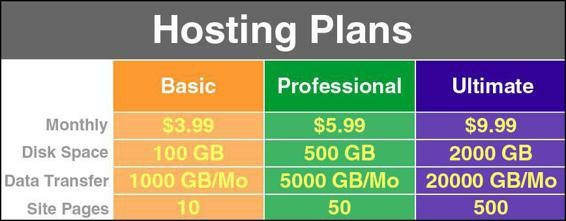 Hosting Plans
Basic Professional Ultimate
Monthly $3.99 $5.99 $9.99
Disk Space 100 GB 500 GB 2000 GB
Data Transfer 1000 GB/Mo 5000 GB/Mo 20000 GB/Mo
Site Pages 10 50 500